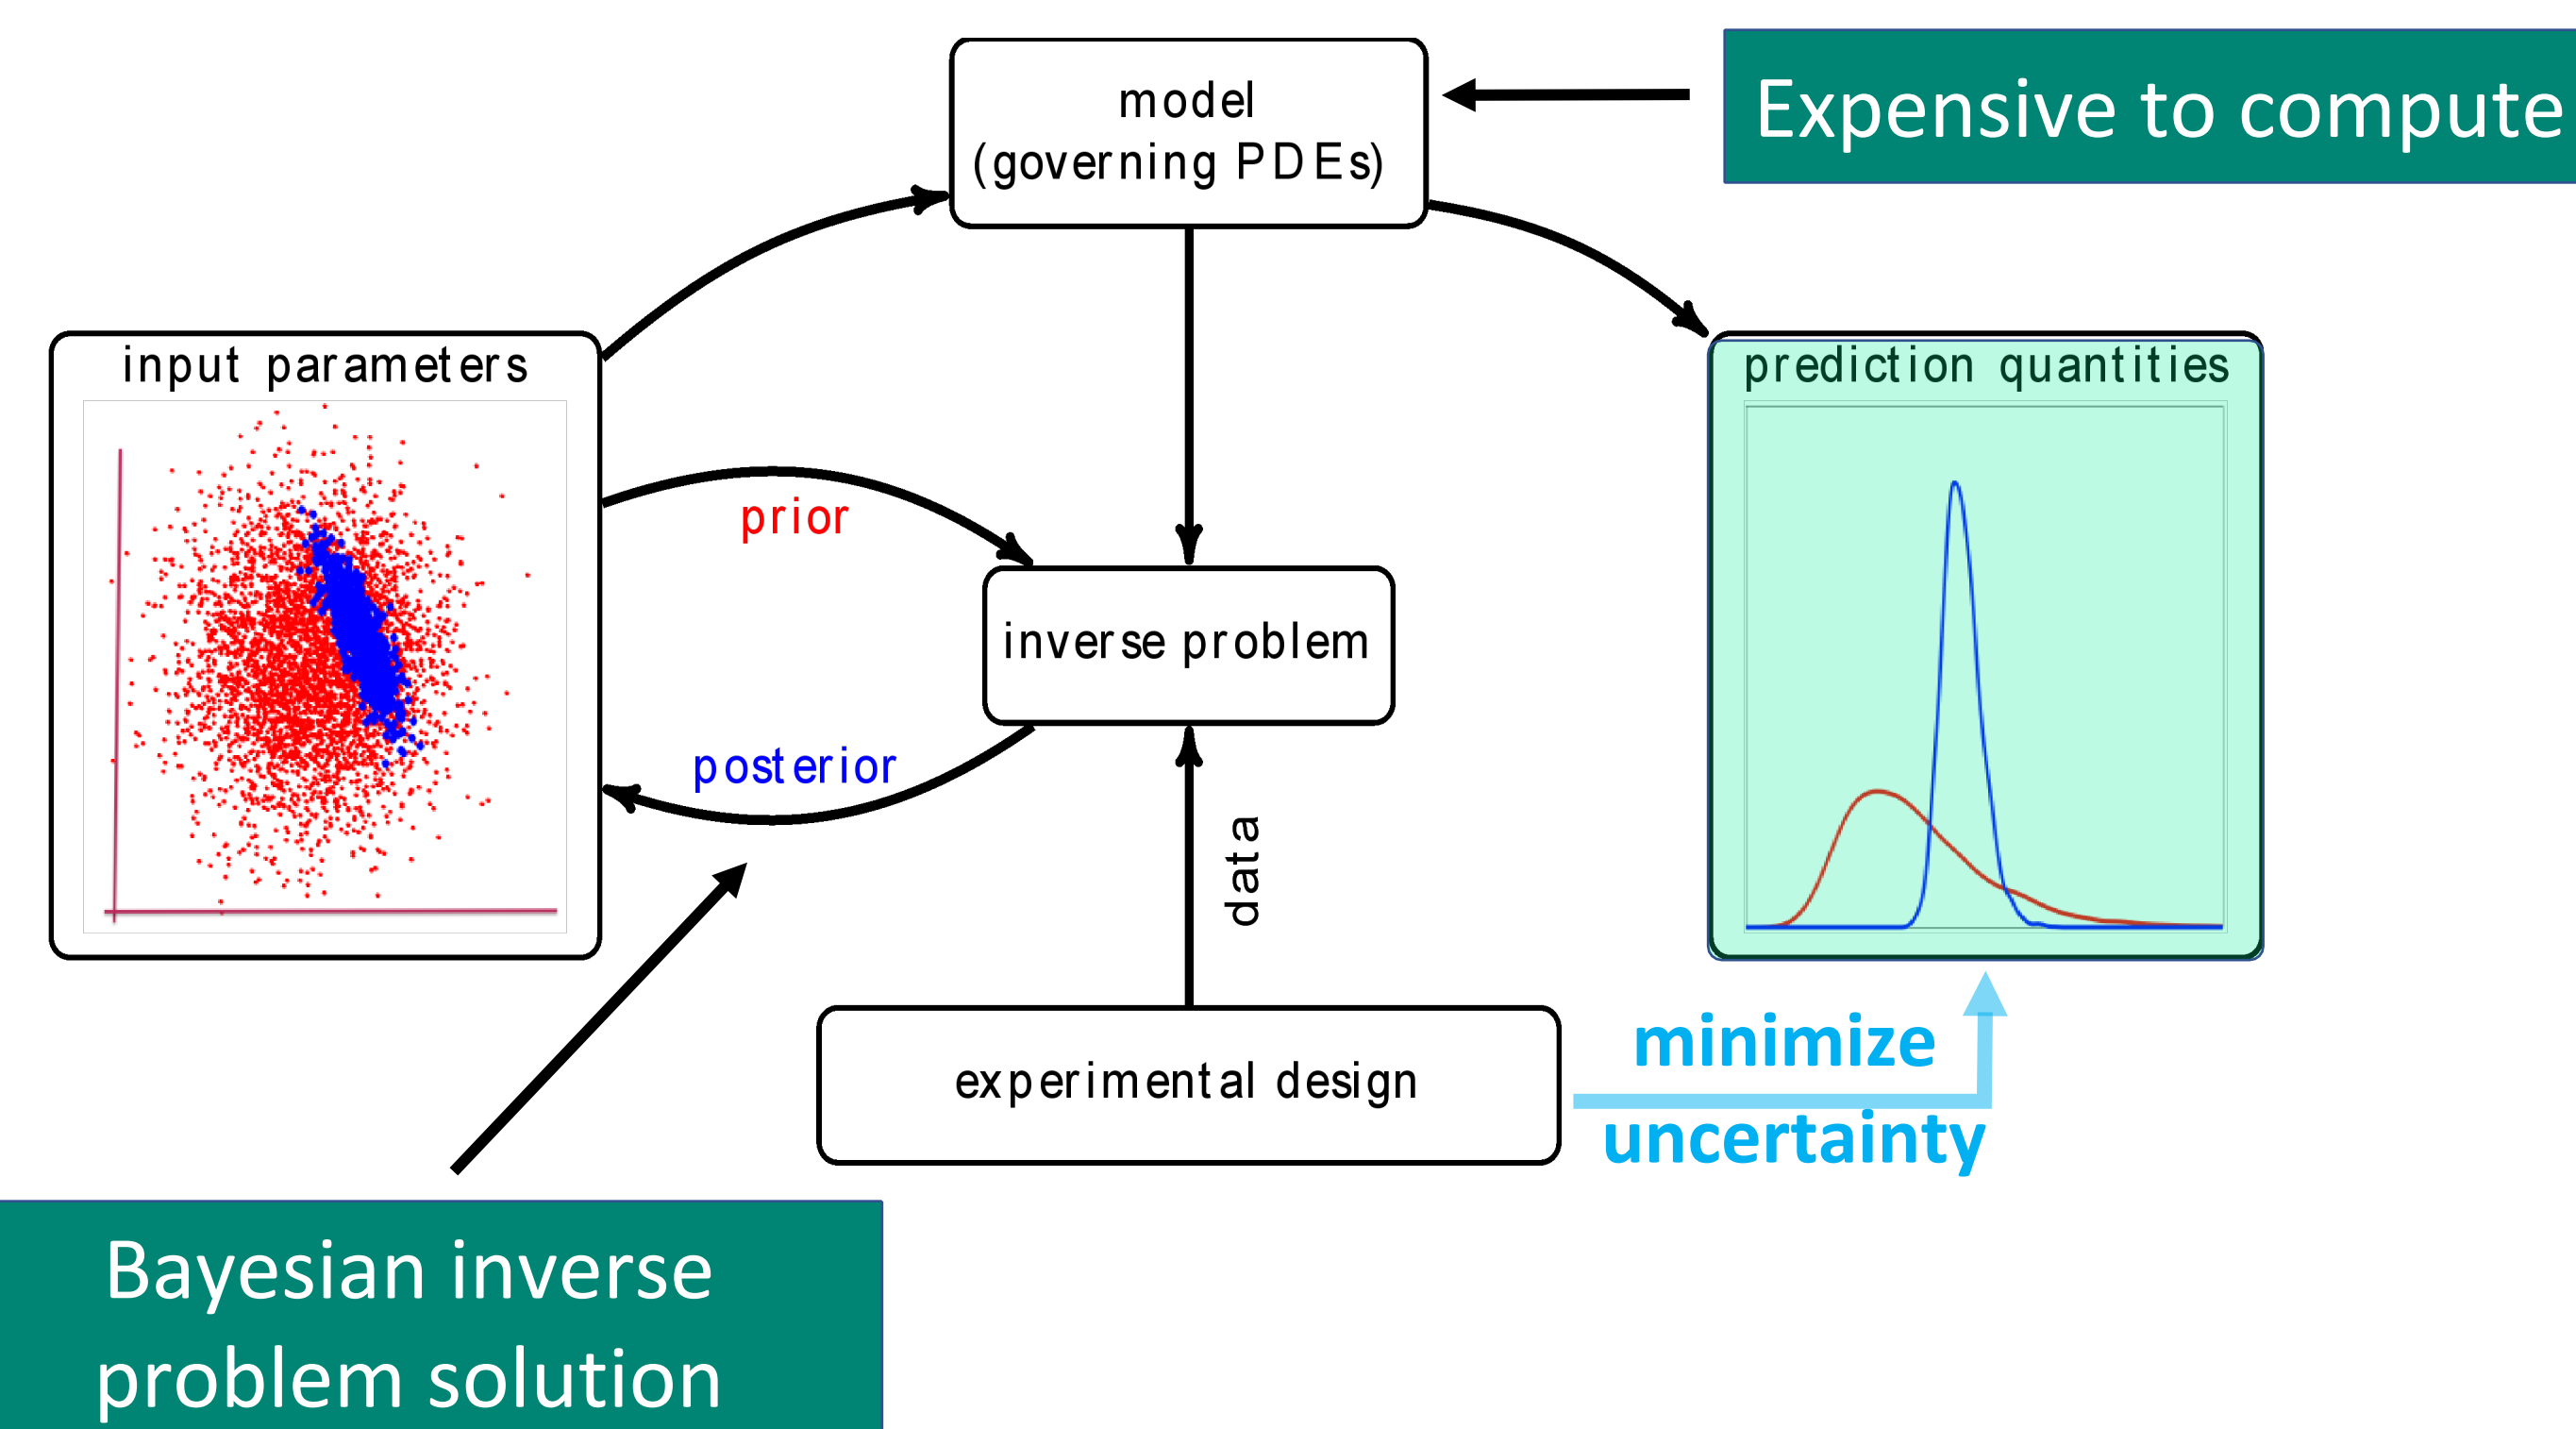 model
(governing PDEs)
Expensive to compute
input parameters
prediction quantities
prior
inverse problem
posterior
data
experimental design
minimize
uncertainty
Bayesian inverse
problem solution